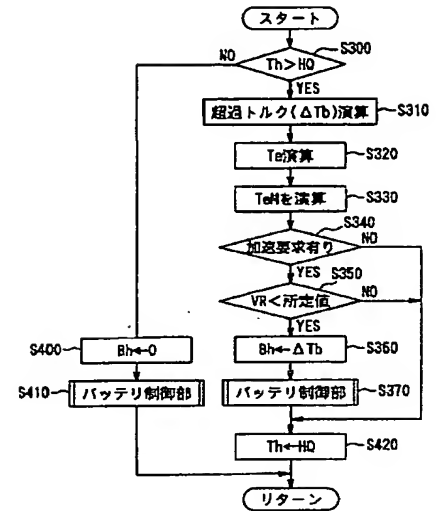 スタート
S300
Th>HQ
NO
YES
超過トルク(ΔTb)演算
S310
Te演算
S320
TeMを演算
S330
S340
加速要求有り
NO
YES
S350
VR<所定値
NO
YES
S400
Bh←0
Bh←ΔTb
S360
S410
バッテリ制御部
バッテリ制御部
S370
Th←HQ
S420
リターン